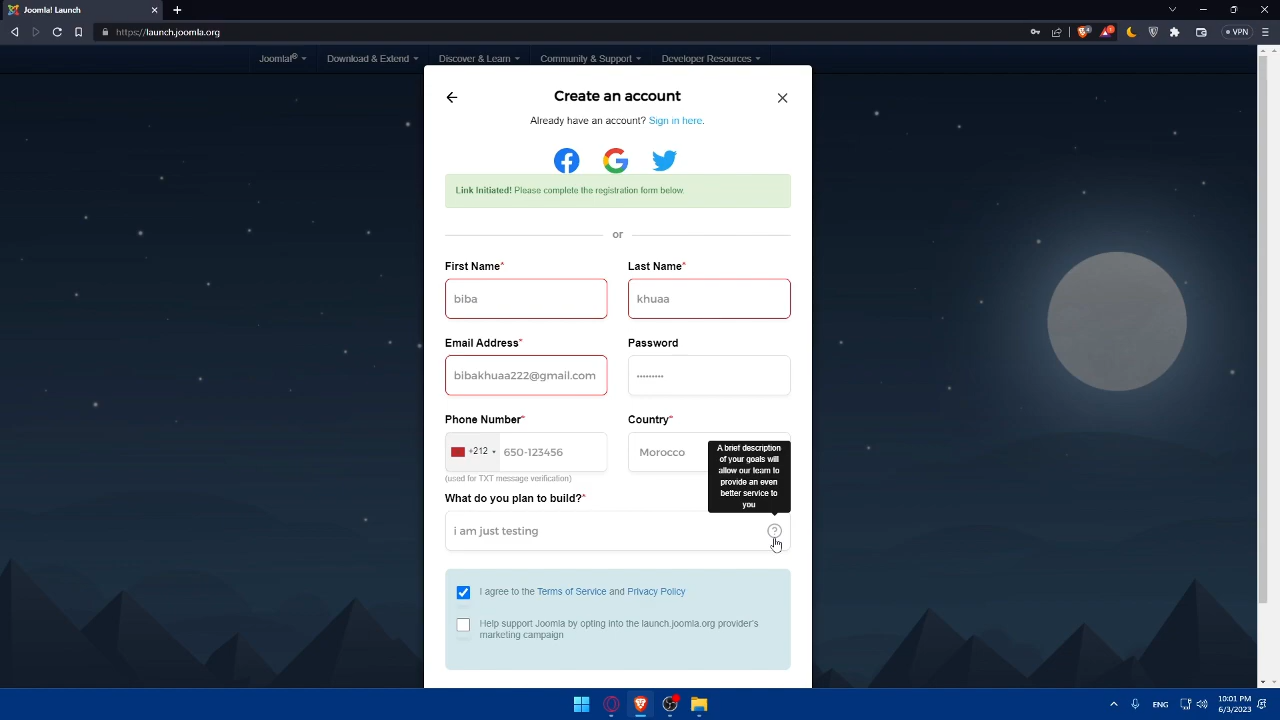 Joomla! Launch
https://launch.joomla.org
VPN
Joomla!® Download & Extend Discover & Learn Community & Support Developer Resources
Create an account
Already have an account? Sign in here.
Link Initiated! Please complete the registration form below.
or
First Name* Last Name*
biba khuaa
Email Address* Password
bibakhuaa222@gmail.com •••••••••
Phone Number* Country*
+212 650-123456 Morocco
(used for TXT message verification)
A brief description
of your goals will
allow our team to
provide an even
better service to
you
What do you plan to build?*
i am just testing
I agree to the Terms of Service and Privacy Policy
Help support Joomla by opting into the launch.joomla.org provider's
marketing campaign
ENG
10:01 PM
6/3/2023